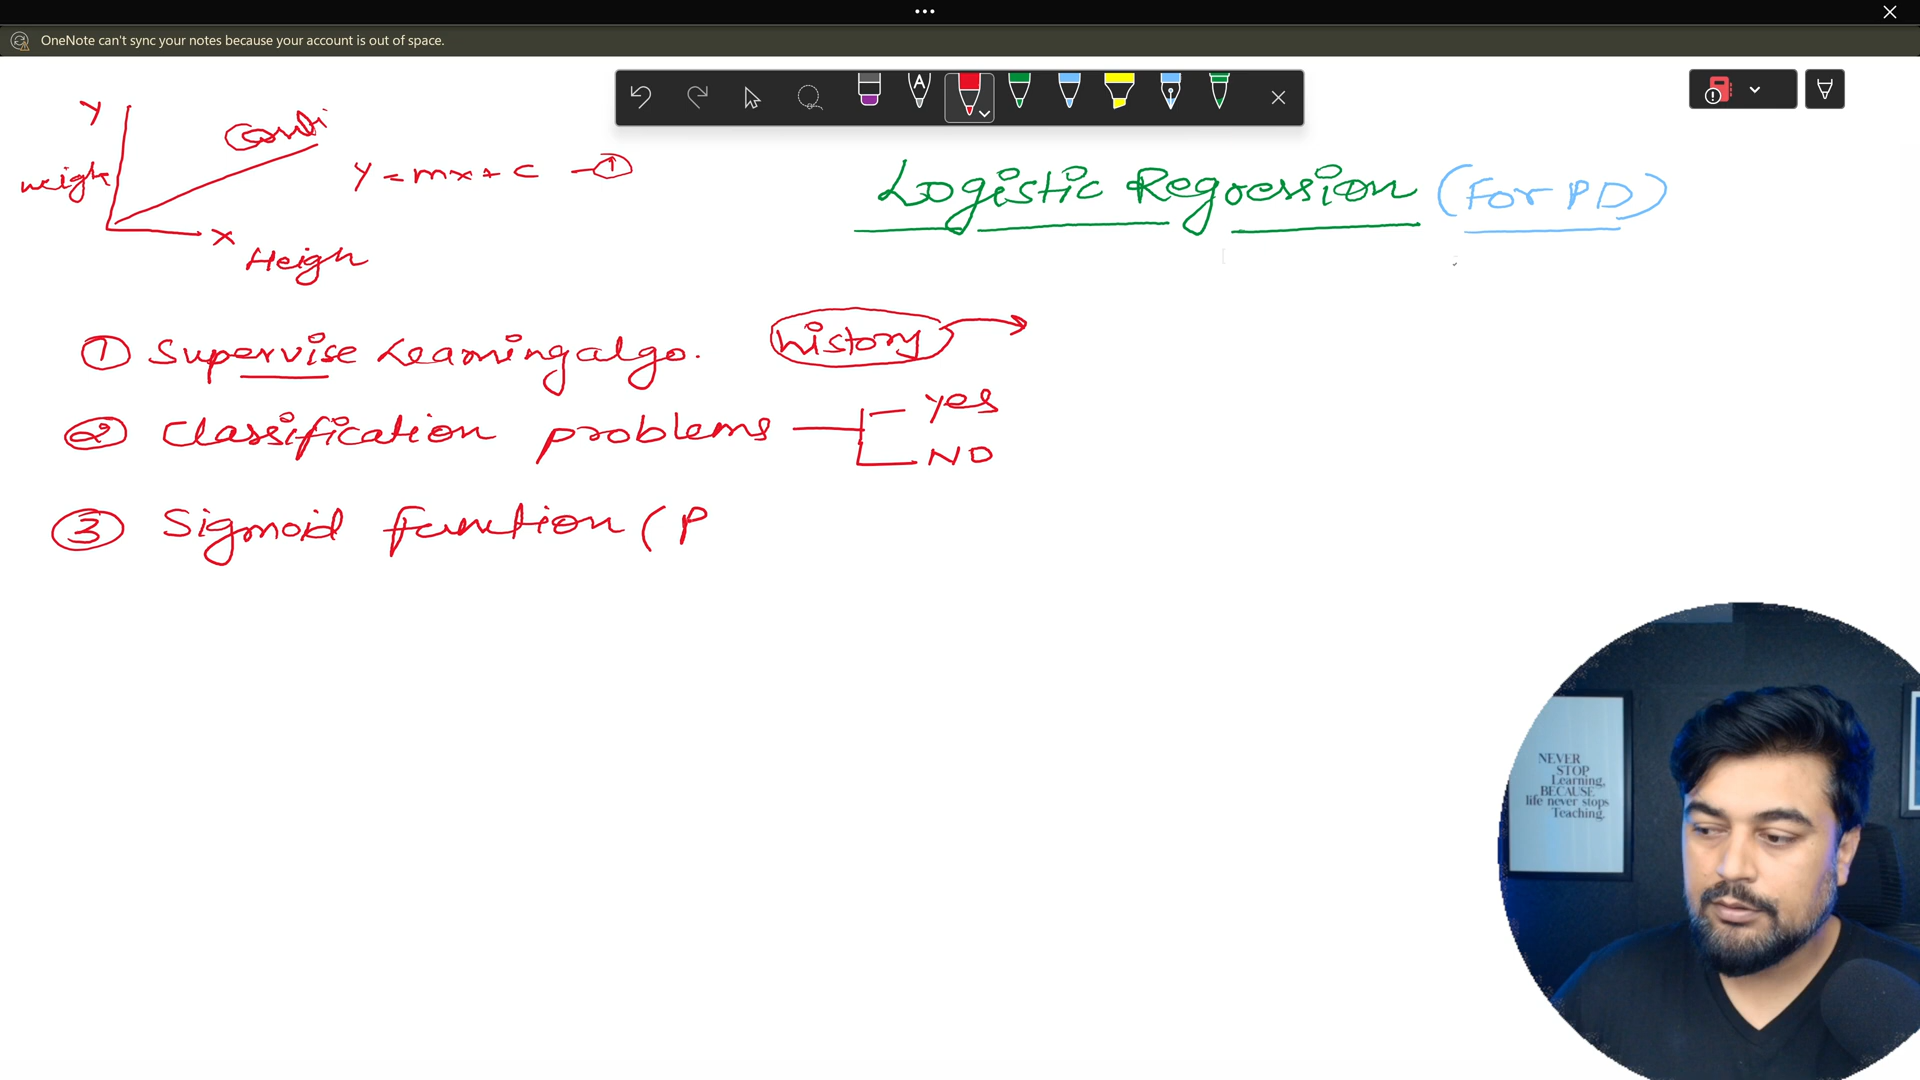 OneNote can't sync your notes because your account is out of space.
Y
weigh
X
Heigh
Y = mx + c — ①
Logistic Regression (For PD)
① Supervise Learning algo. history
② Classification problems
Yes
NO
③ Sigmoid function ( P
NEVER
STOP
Learning,
BECAUSE
life never stops
Teaching.